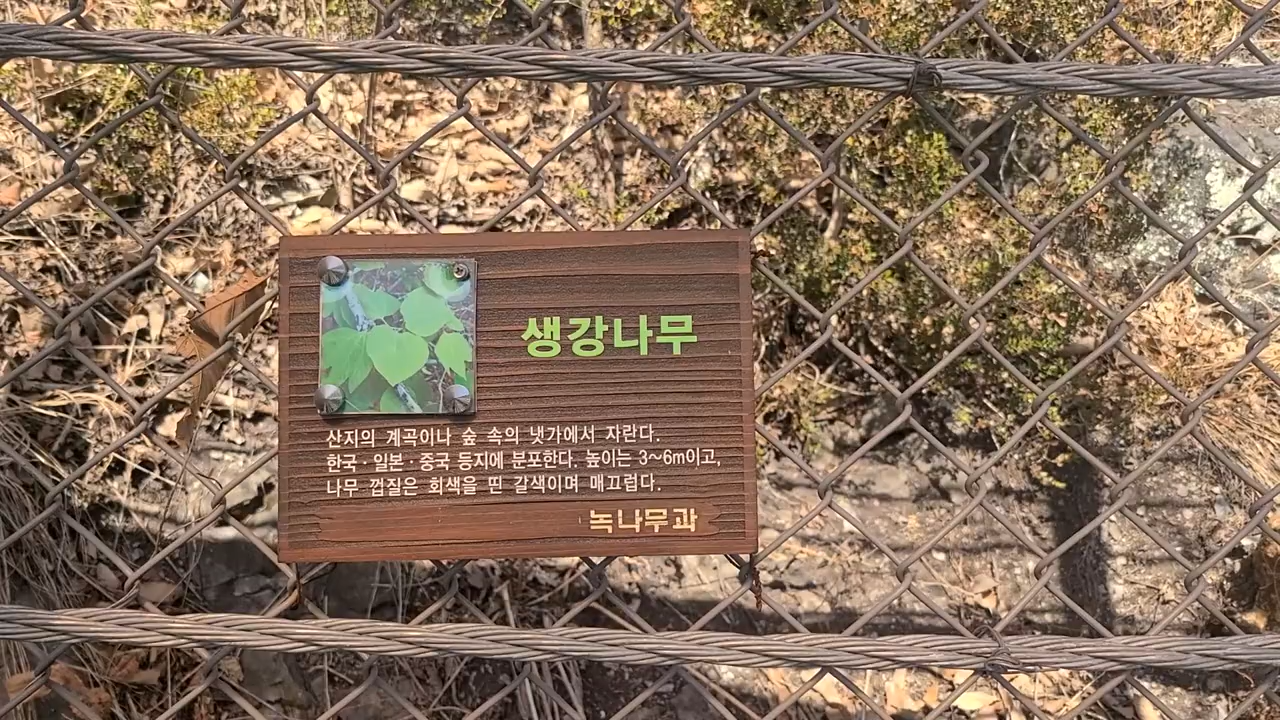 생강나무
산지의 계곡이나 숲 속의 냇가에서 자란다.
한국·일본·중국 등지에 분포한다. 높이는 3~6m이고,
나무 껍질은 회색을 띤 갈색이며 매끄럽다.
녹나무과